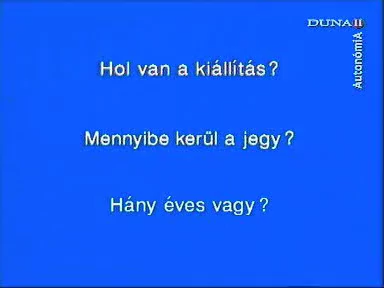 DUNA II
AutonómiA
Hol van a kiállítás?
Mennyibe kerül a jegy?
Hány éves vagy?